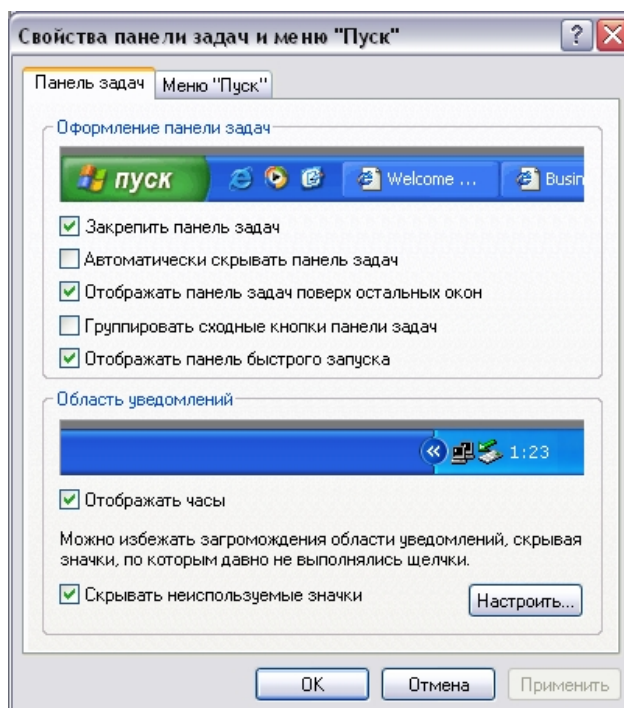 Свойства панели задач и меню "Пуск"
Панель задач
Меню "Пуск"
Оформление панели задач
пуск
Welcome ...
Busin
Закрепить панель задач
Автоматически скрывать панель задач
Отображать панель задач поверх остальных окон
Группировать сходные кнопки панели задач
Отображать панель быстрого запуска
Область уведомлений
1:23
Отображать часы
Можно избежать загромождения области уведомлений, скрывая
значки, по которым давно не выполнялись щелчки.
Скрывать неиспользуемые значки
Настроить...
OK
Отмена
Применить